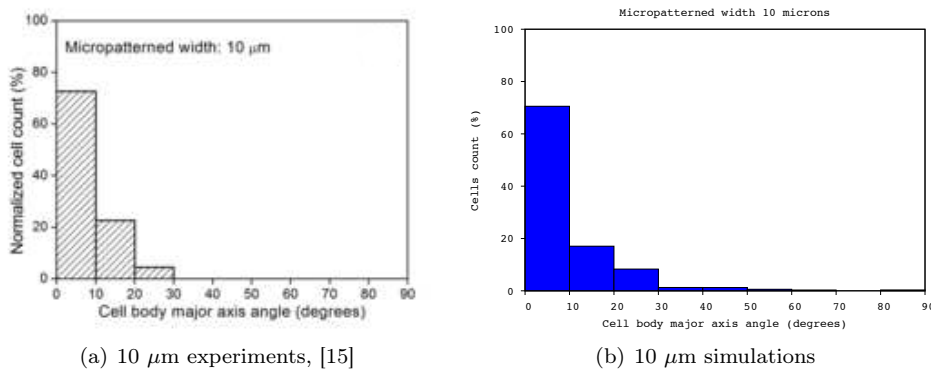 100
80
60
40
20
0
Normalized cell count (%)
Micropatterned width: 10 μm
0 10 20 30 40 50 60 70 80 90
Cell body major axis angle (degrees)
(a) 10 μm experiments, [15]
Micropatterned width 10 microns
100
80
60
40
20
0
Cells count (%)
0 10 20 30 40 50 60 70 80 90
Cell body major axis angle (degrees)
(b) 10 μm simulations